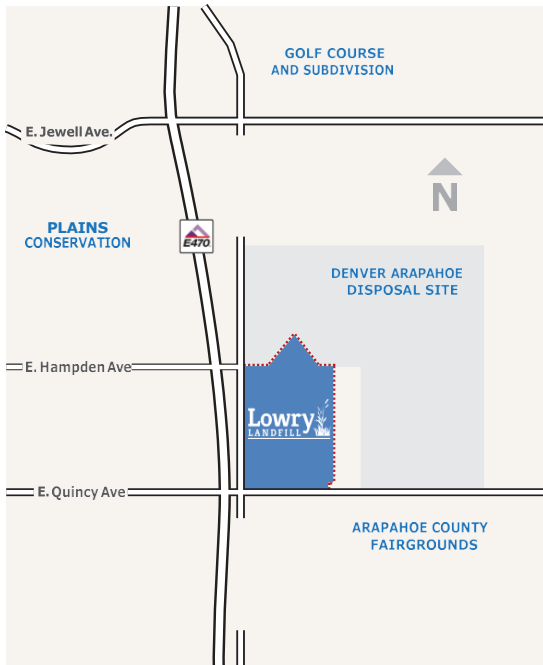 GOLF COURSE
AND SUBDIVISION
E. Jewell Ave.
N
PLAINS
CONSERVATION
E470
DENVER ARAPAHOE
DISPOSAL SITE
E. Hampden Ave
Lowry
LANDFILL
E. Quincy Ave
ARAPAHOE COUNTY
FAIRGROUNDS